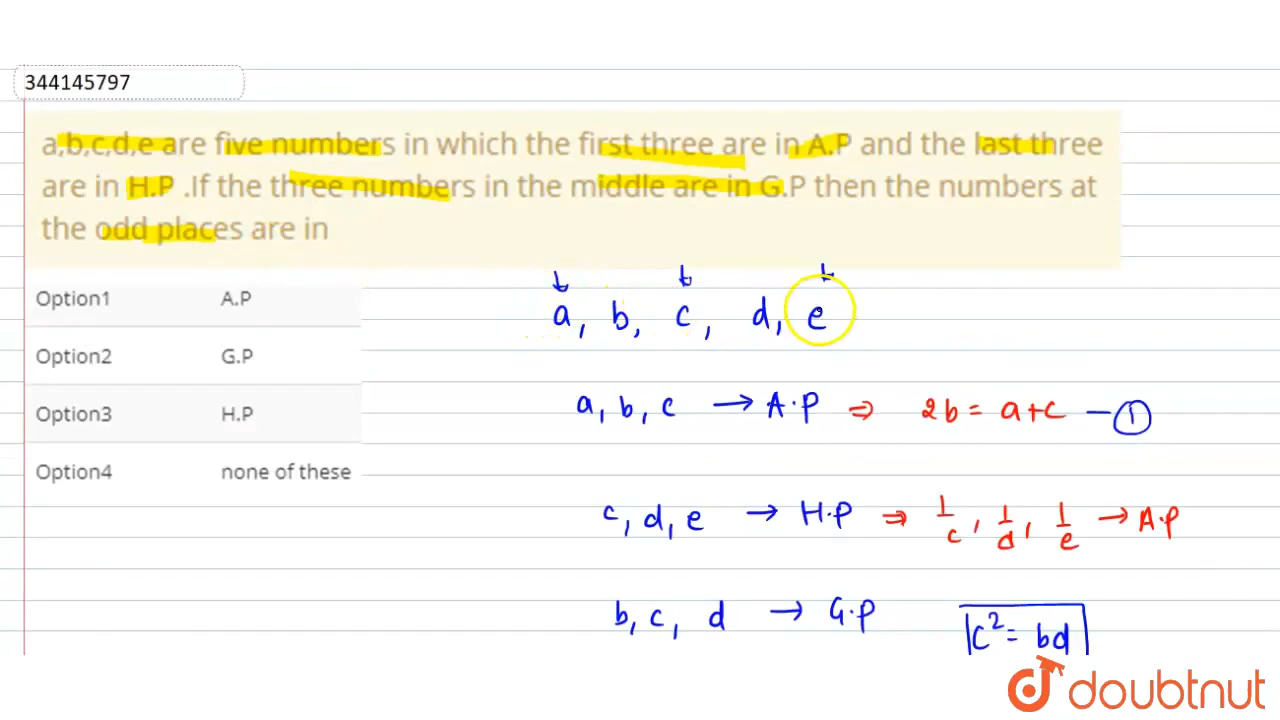 344145797
a,b,c,d,e are five numbers in which the first three are in A.P and the last three
are in H.P .If the three numbers in the middle are in G.P then the numbers at
the odd places are in
Option1 A.P
Option2 G.P
Option3 H.P
Option4 none of these
a, b, c, d, e
a, b, c → A.P ⇒ 2b = a+c — ①
c, d, e → H.P ⇒ 1/c, 1/d, 1/e → A.P
b, c, d → G.P c² = bd
doubtnut